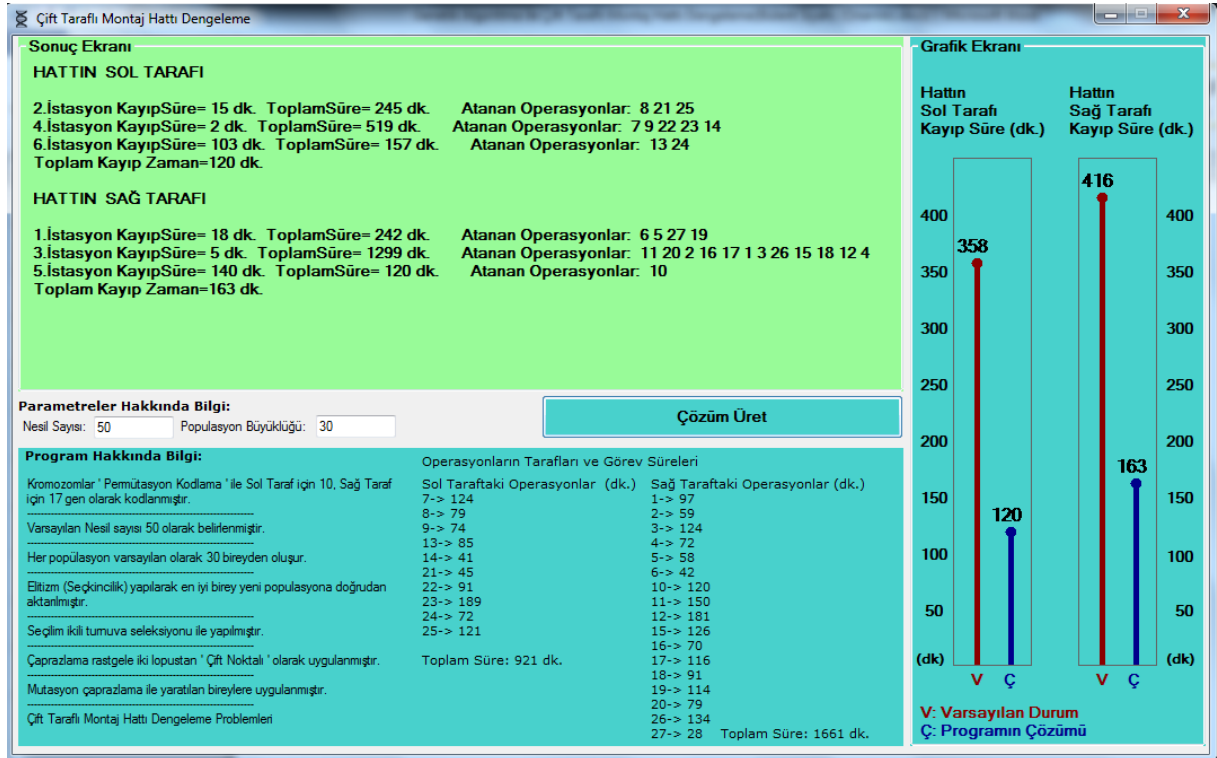 Çift Taraflı Montaj Hattı Dengeleme
Sonuç Ekranı
HATTIN SOL TARAFI
2.İstasyon KayıpSüre= 15 dk. ToplamSüre= 245 dk. Atanan Operasyonlar: 8 21 25
4.İstasyon KayıpSüre= 2 dk. ToplamSüre= 519 dk. Atanan Operasyonlar: 7 9 22 23 14
6.İstasyon KayıpSüre= 103 dk. ToplamSüre= 157 dk. Atanan Operasyonlar: 13 24
Toplam Kayıp Zaman=120 dk.
HATTIN SAĞ TARAFI
1.İstasyon KayıpSüre= 18 dk. ToplamSüre= 242 dk. Atanan Operasyonlar: 6 5 27 19
3.İstasyon KayıpSüre= 5 dk. ToplamSüre= 1299 dk. Atanan Operasyonlar: 11 20 2 16 17 1 3 26 15 18 12 4
5.İstasyon KayıpSüre= 140 dk. ToplamSüre= 120 dk. Atanan Operasyonlar: 10
Toplam Kayıp Zaman=163 dk.
Parametreler Hakkında Bilgi:
Nesil Sayısı: 50 Populasyon Büyüklüğü: 30
Çözüm Üret
Program Hakkında Bilgi:
Kromozomlar ' Permütasyon Kodlama ' ile Sol Taraf için 10, Sağ Taraf
için 17 gen olarak kodlanmıştır.
Varsayılan Nesil sayısı 50 olarak belirlenmiştir.
Her popülasyon varsayılan olarak 30 bireyden oluşur.
Elitizm (Seçkincilik) yapılarak en iyi birey yeni populasyona doğrudan
aktarılmıştır.
Seçilim ikili turnuva seleksiyonu ile yapılmıştır.
Çaprazlama rastgele iki lopustan ' Çift Noktalı ' olarak uygulanmıştır.
Mutasyon çaprazlama ile yaratılan bireylere uygulanmıştır.
Çift Taraflı Montaj Hattı Dengeleme Problemleri
Operasyonların Tarafları ve Görev Süreleri
Sol Taraftaki Operasyonlar (dk.)
7-> 124
8-> 79
9-> 74
13-> 85
14-> 41
21-> 45
22-> 91
23-> 189
24-> 72
25-> 121
Toplam Süre: 921 dk.
Sağ Taraftaki Operasyonlar (dk.)
1-> 97
2-> 59
3-> 124
4-> 72
5-> 58
6-> 42
10-> 120
11-> 150
12-> 181
15-> 126
16-> 70
17-> 116
18-> 91
19-> 114
20-> 79
26-> 134
27-> 28 Toplam Süre: 1661 dk.
Grafik Ekranı
Hattın
Sol Tarafı
Kayıp Süre (dk.)
Hattın
Sağ Tarafı
Kayıp Süre (dk.)
416
400 400
358
350 350
300 300
250 250
200 200
163
150 150
120
100 100
50 50
(dk) (dk)
V Ç V Ç
V: Varsayılan Durum
Ç: Programın Çözümü